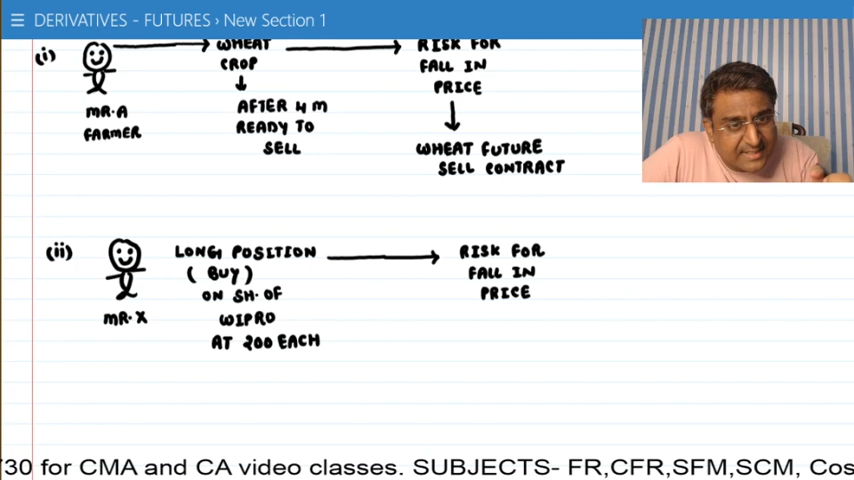 ☰ DERIVATIVES - FUTURES › New Section 1
(i) WHEAT RISK FOR
CROP FALL IN
PRICE
MR.A
FARMER
AFTER 4 M
READY TO
SELL
WHEAT FUTURE
SELL CONTRACT
(ii) LONG POSITION RISK FOR
( BUY) FALL IN
ON SH. OF PRICE
MR.X WIPRO
AT 200 EACH
/30 for CMA and CA video classes. SUBJECTS- FR,CFR,SFM,SCM, Cos